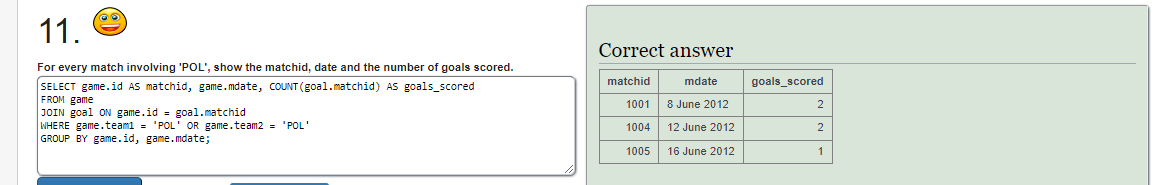 11.
For every match involving 'POL', show the matchid, date and the number of goals scored.
SELECT game.id AS matchid, game.mdate, COUNT(goal.matchid) AS goals_scored
FROM game
JOIN goal ON game.id = goal.matchid
WHERE game.team1 = 'POL' OR game.team2 = 'POL'
GROUP BY game.id, game.mdate;
Correct answer
matchid mdate goals_scored
1001 8 June 2012 2
1004 12 June 2012 2
1005 16 June 2012 1